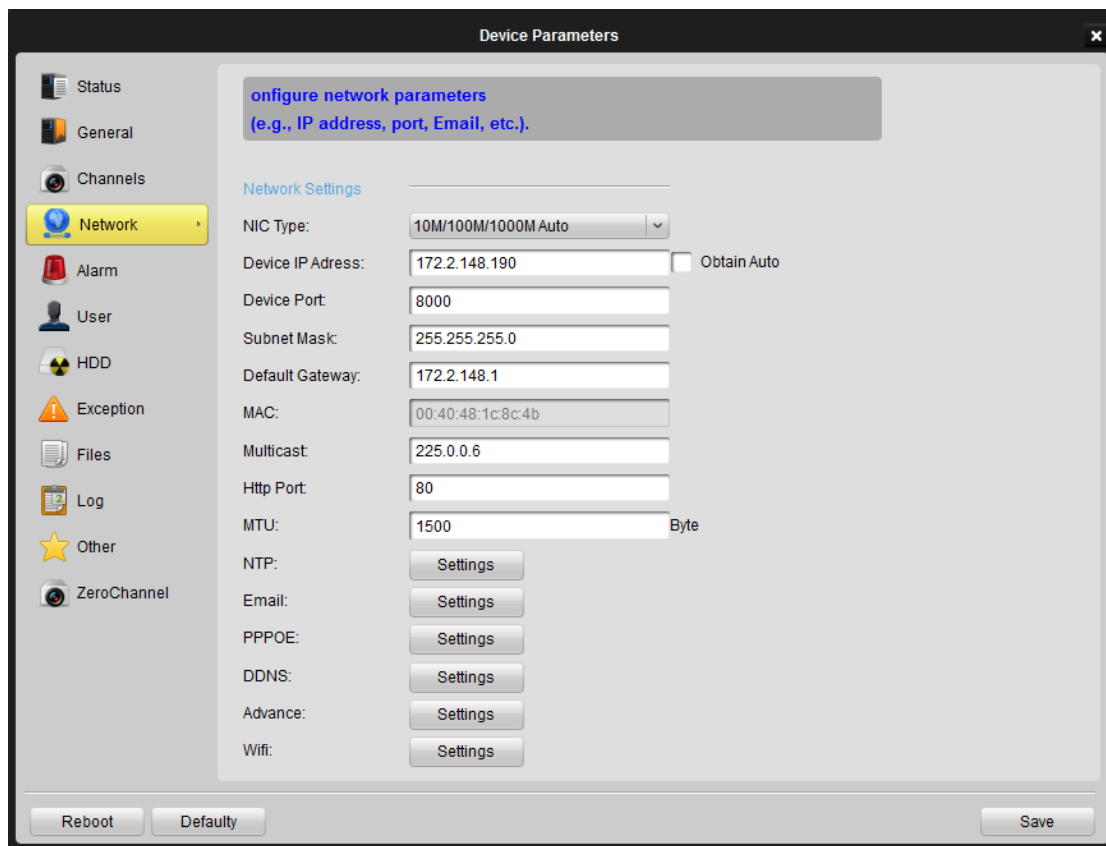 Device Parameters
Status
General
Channels
Network
Alarm
User
HDD
Exception
Files
Log
Other
ZeroChannel
onfigure network parameters
(e.g., IP address, port, Email, etc.).
Network Settings
NIC Type: 10M/100M/1000M Auto
Device IP Adress: 172.2.148.190 Obtain Auto
Device Port: 8000
Subnet Mask: 255.255.255.0
Default Gateway: 172.2.148.1
MAC: 00:40:48:1c:8c:4b
Multicast: 225.0.0.6
Http Port: 80
MTU: 1500 Byte
NTP: Settings
Email: Settings
PPPOE: Settings
DDNS: Settings
Advance: Settings
Wifi: Settings
Reboot Defaulty Save